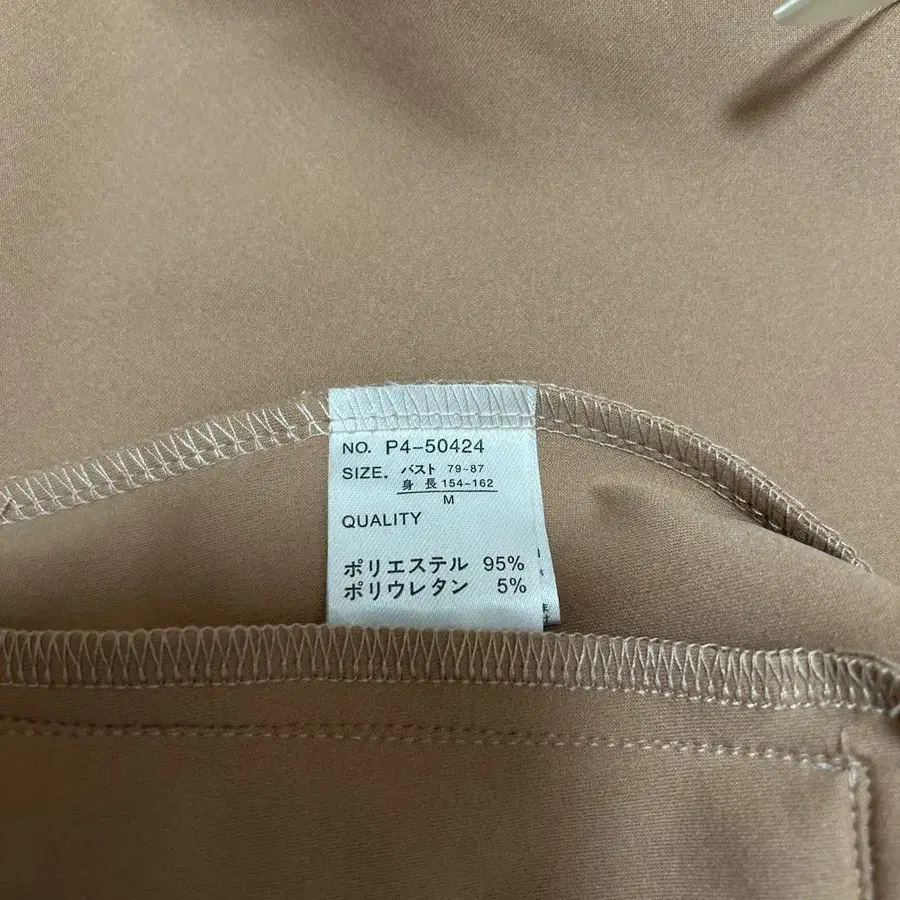 NO. P4-50424
SIZE. バスト 79-87
身長 154~162
M
QUALITY
ポリエステル 95%
ポリウレタン 5%